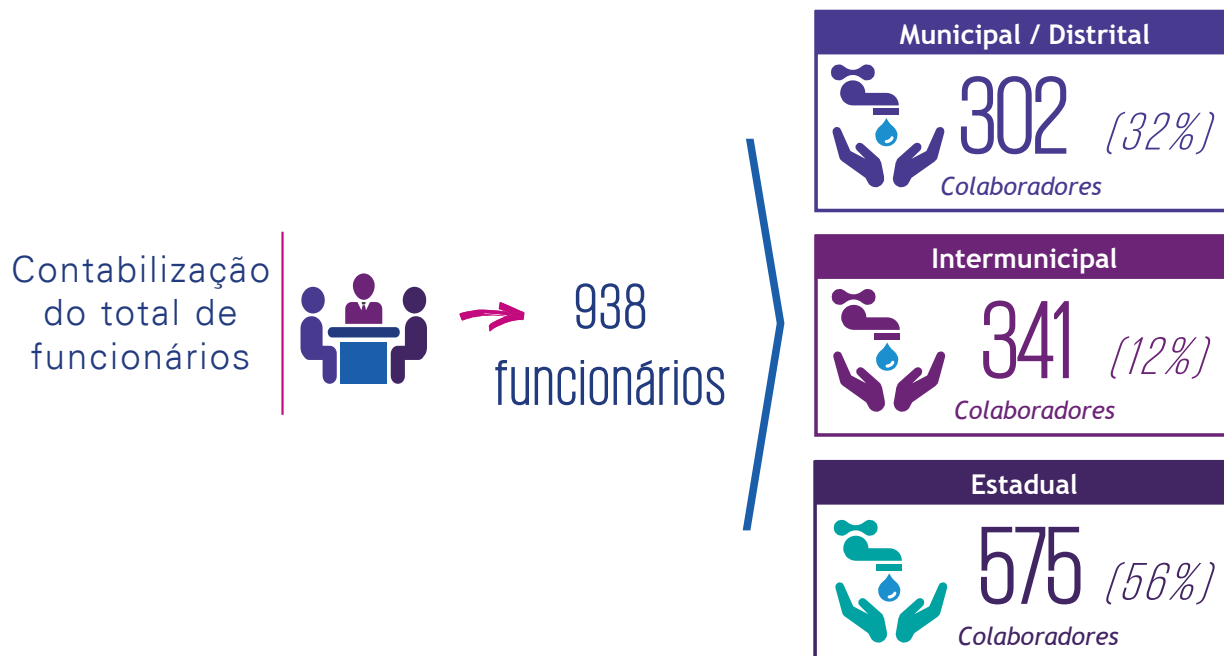 Contabilização
do total de
funcionários
938
funcionários
Municipal / Distrital
302 (32%)
Colaboradores
Intermunicipal
341 (12%)
Colaboradores
Estadual
575 (56%)
Colaboradores